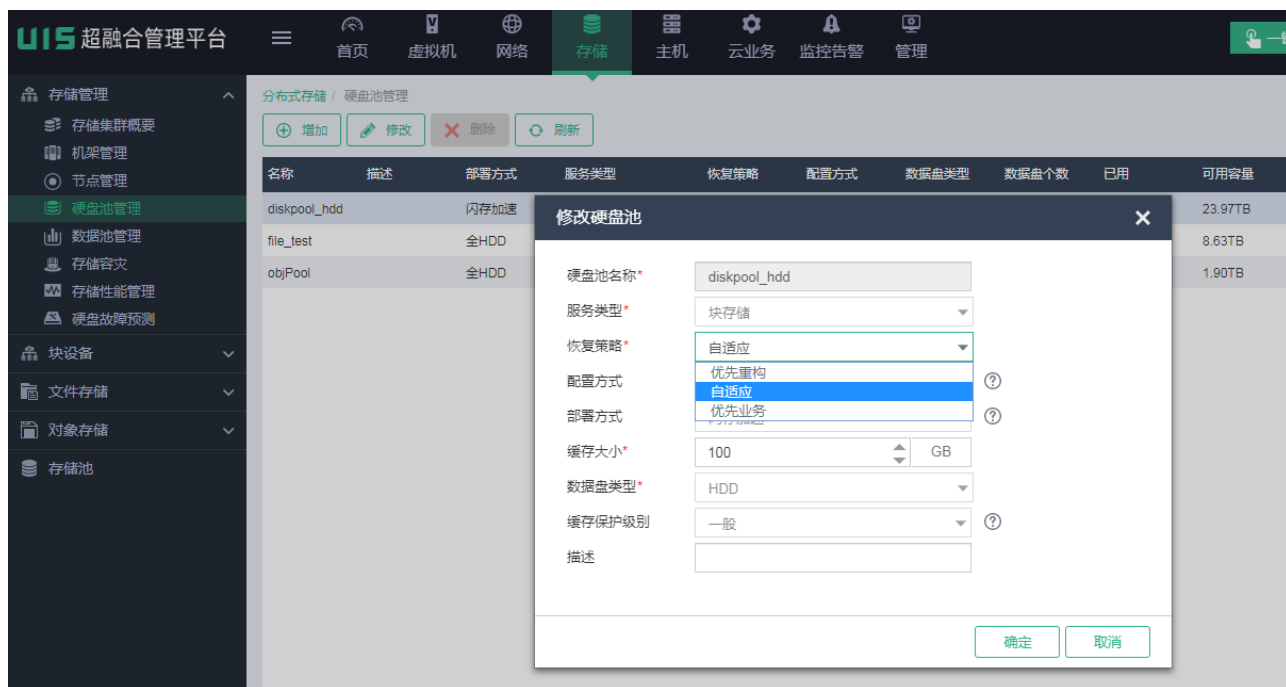 UIS 超融合管理平台
首页 虚拟机 网络 存储 主机 云业务 监控告警 管理
存储管理
存储集群概要
机架管理
节点管理
硬盘池管理
数据池管理
存储容灾
存储性能管理
硬盘故障预测
块设备
文件存储
对象存储
存储池
分布式存储 / 硬盘池管理
增加 修改 删除 刷新
名称 描述 部署方式 服务类型 恢复策略 配置方式 数据盘类型 数据盘个数 已用 可用容量
diskpool_hdd 闪存加速 23.97TB
file_test 全HDD 8.63TB
objPool 全HDD 1.90TB
修改硬盘池
硬盘池名称* diskpool_hdd
服务类型* 块存储
恢复策略* 自适应
优先重构
自适应
优先业务
配置方式
部署方式
缓存大小* 100 GB
数据盘类型* HDD
缓存保护级别 一般
描述
确定 取消